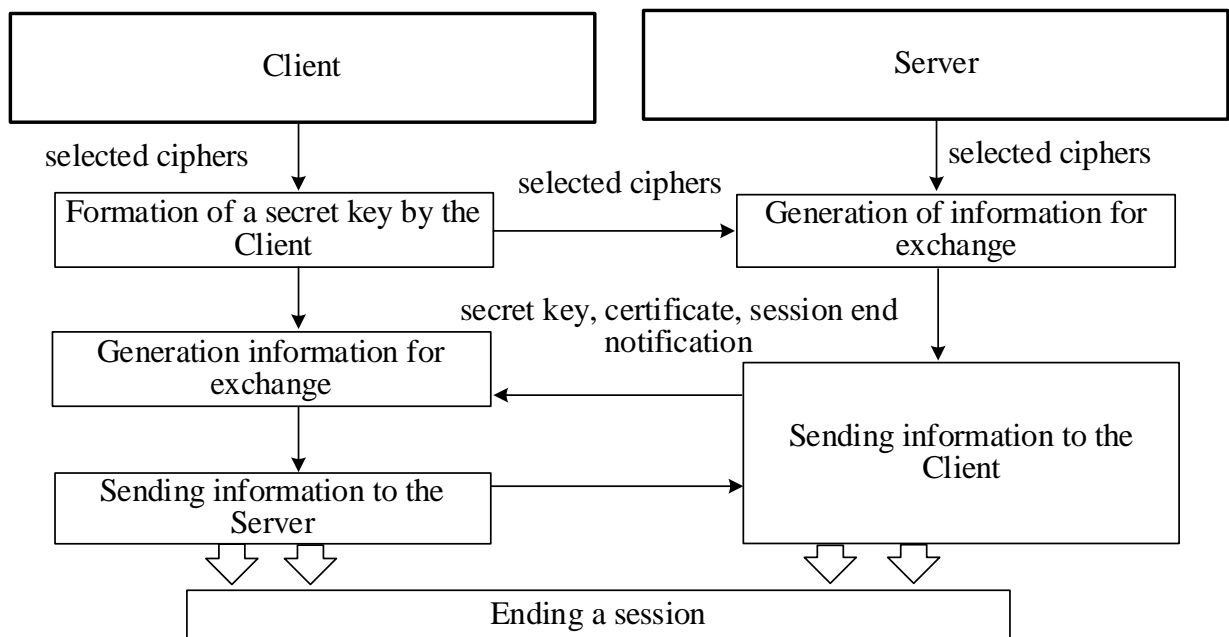 Client
Server
selected ciphers
selected ciphers
selected ciphers
Formation of a secret key by the
Client
Generation of information for
exchange
secret key, certificate, session end
notification
Generation information for
exchange
Sending information to the
Client
Sending information to the
Server
Ending a session